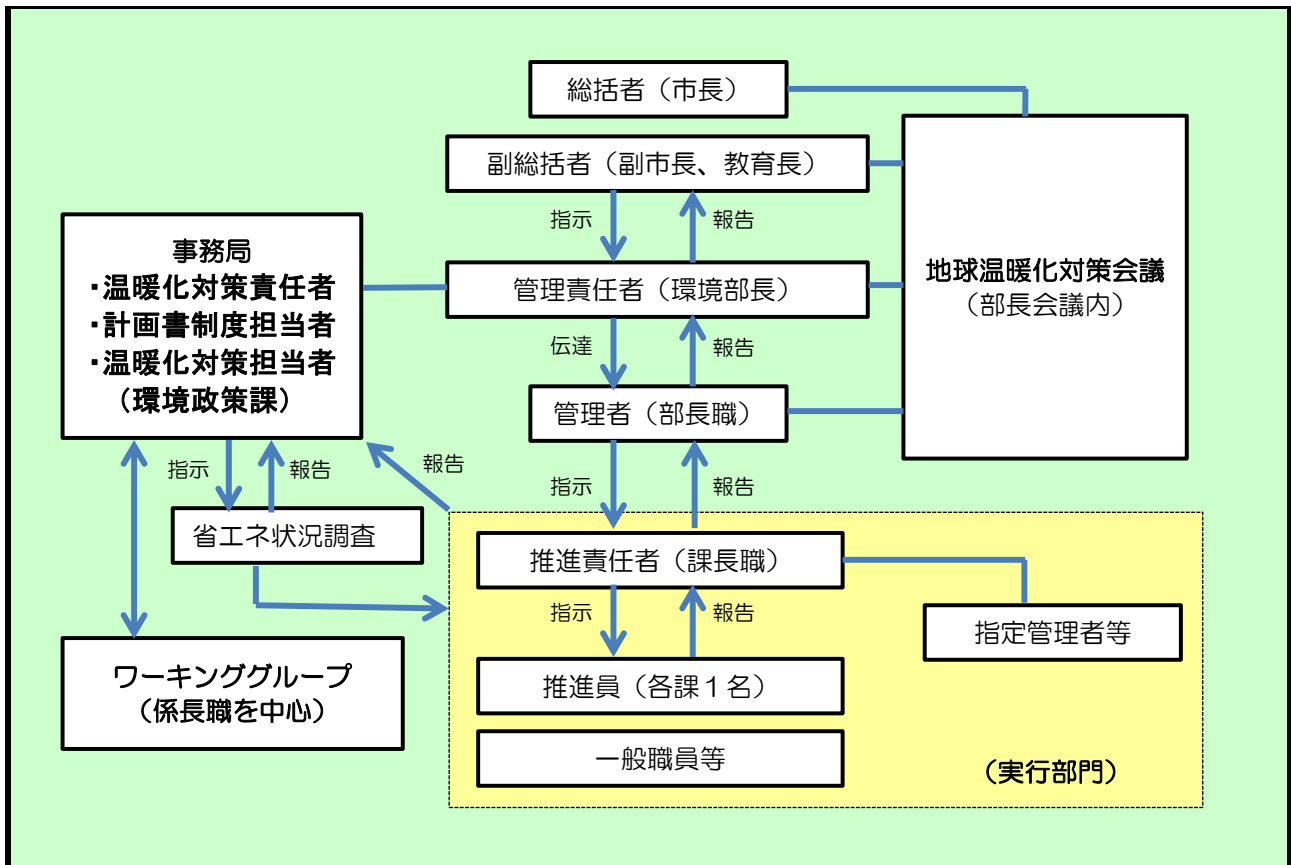 総括者（市長）
副総括者（副市長、教育長）
指示
報告
事務局
・温暖化対策責任者
・計画書制度担当者
・温暖化対策担当者
（環境政策課）
管理責任者（環境部長）
地球温暖化対策会議
（部長会議内）
伝達
報告
管理者（部長職）
指示
報告
報告
指示
報告
省エネ状況調査
推進責任者（課長職）
指示
報告
指定管理者等
ワーキンググループ
（係長職を中心）
推進員（各課１名）
一般職員等
（実行部門）